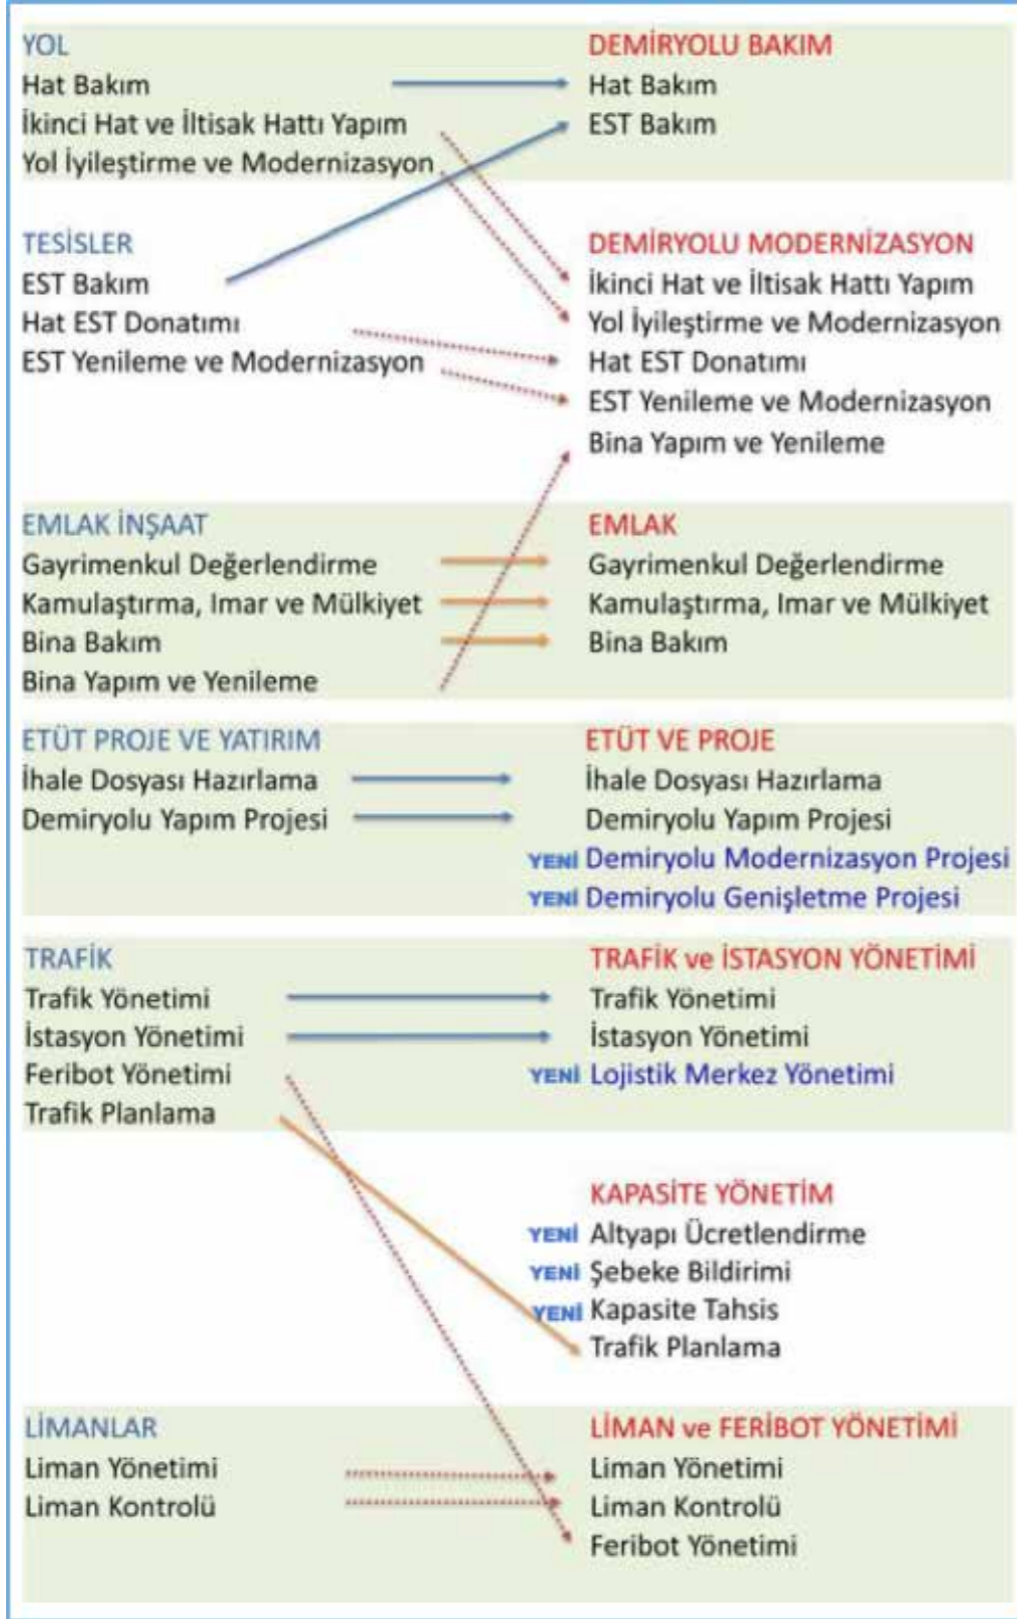 YOL
Hat Bakım
İkinci Hat ve İltisak Hattı Yapım
Yol İyileştirme ve Modernizasyon
DEMİRYOLU BAKIM
Hat Bakım
EST Bakım
TESİSLER
EST Bakım
Hat EST Donatımı
EST Yenileme ve Modernizasyon
DEMİRYOLU MODERNİZASYON
İkinci Hat ve İltisak Hattı Yapım
Yol İyileştirme ve Modernizasyon
Hat EST Donatımı
EST Yenileme ve Modernizasyon
Bina Yapım ve Yenileme
EMLAK İNŞAAT
Gayrimenkul Değerlendirme
Kamulaştırma, Imar ve Mülkiyet
Bina Bakım
Bina Yapım ve Yenileme
EMLAK
Gayrimenkul Değerlendirme
Kamulaştırma, Imar ve Mülkiyet
Bina Bakım
ETÜT PROJE VE YATIRIM
İhale Dosyası Hazırlama
Demiryolu Yapım Projesi
ETÜT VE PROJE
İhale Dosyası Hazırlama
Demiryolu Yapım Projesi
YENİ Demiryolu Modernizasyon Projesi
YENİ Demiryolu Genişletme Projesi
TRAFİK
Trafik Yönetimi
İstasyon Yönetimi
Feribot Yönetimi
Trafik Planlama
TRAFİK ve İSTASYON YÖNETİMİ
Trafik Yönetimi
İstasyon Yönetimi
YENİ Lojistik Merkez Yönetimi
KAPASİTE YÖNETİM
YENİ Altyapı Ücretlendirme
YENİ Şebeke Bildirimi
YENİ Kapasite Tahsis
Trafik Planlama
LİMANLAR
Liman Yönetimi
Liman Kontrolü
LİMAN ve FERİBOT YÖNETİMİ
Liman Yönetimi
Liman Kontrolü
Feribot Yönetimi